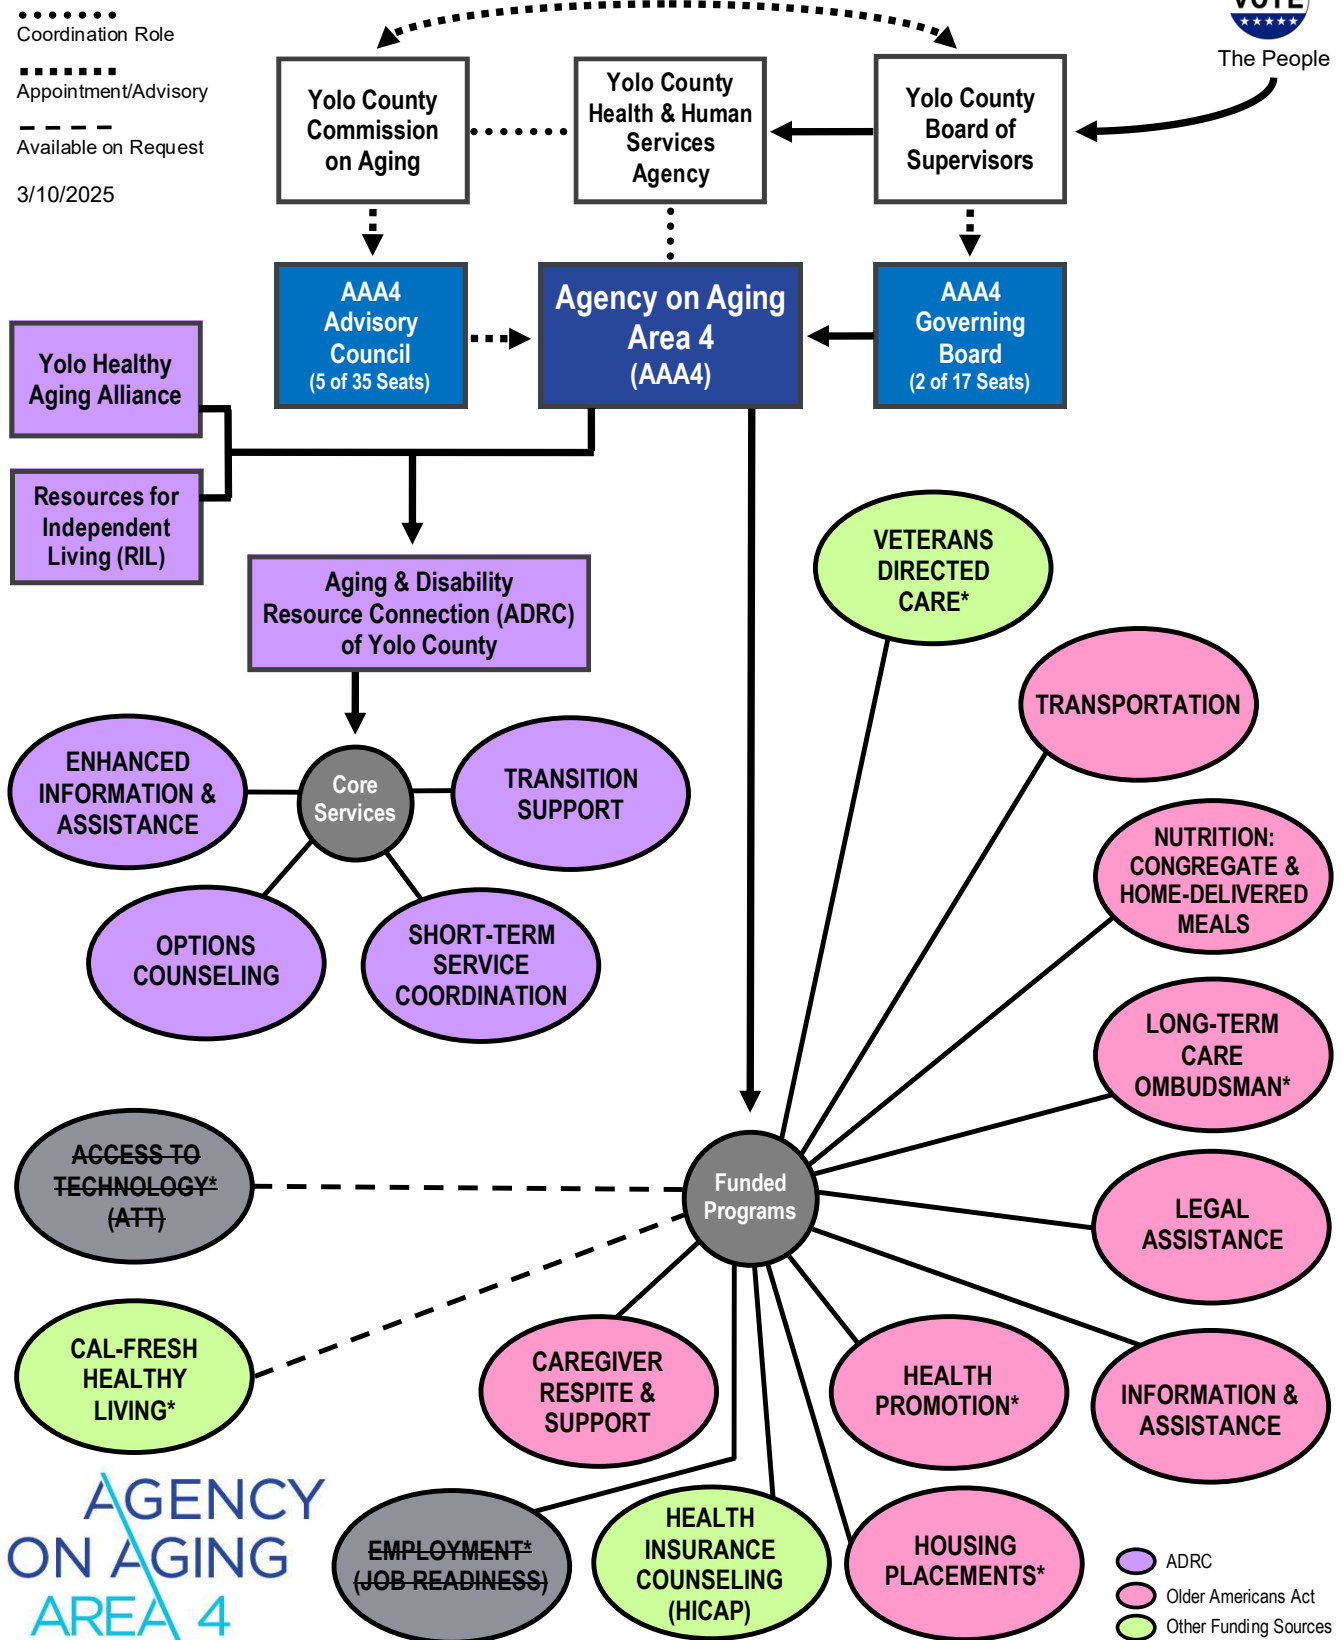 Coordination Role
Appointment/Advisory
Available on Request
3/10/2025
VOTE
The People
Yolo County
Commission
on Aging
Yolo County
Health & Human
Services
Agency
Yolo County
Board of
Supervisors
AAA4
Advisory
Council
(5 of 35 Seats)
Agency on Aging
Area 4
(AAA4)
AAA4
Governing
Board
(2 of 17 Seats)
Yolo Healthy
Aging Alliance
Resources for
Independent
Living (RIL)
Aging & Disability
Resource Connection (ADRC)
of Yolo County
Core
Services
ENHANCED
INFORMATION &
ASSISTANCE
TRANSITION
SUPPORT
OPTIONS
COUNSELING
SHORT-TERM
SERVICE
COORDINATION
VETERANS
DIRECTED
CARE*
TRANSPORTATION
NUTRITION:
CONGREGATE &
HOME-DELIVERED
MEALS
LONG-TERM
CARE
OMBUDSMAN*
LEGAL
ASSISTANCE
INFORMATION &
ASSISTANCE
Funded
Programs
ACCESS TO
TECHNOLOGY*
(ATT)
CAL-FRESH
HEALTHY
LIVING*
CAREGIVER
RESPITE &
SUPPORT
HEALTH
PROMOTION*
EMPLOYMENT*
(JOB READINESS)
HEALTH
INSURANCE
COUNSELING
(HICAP)
HOUSING
PLACEMENTS*
AGENCY
ON AGING
AREA 4
ADRC
Older Americans Act
Other Funding Sources